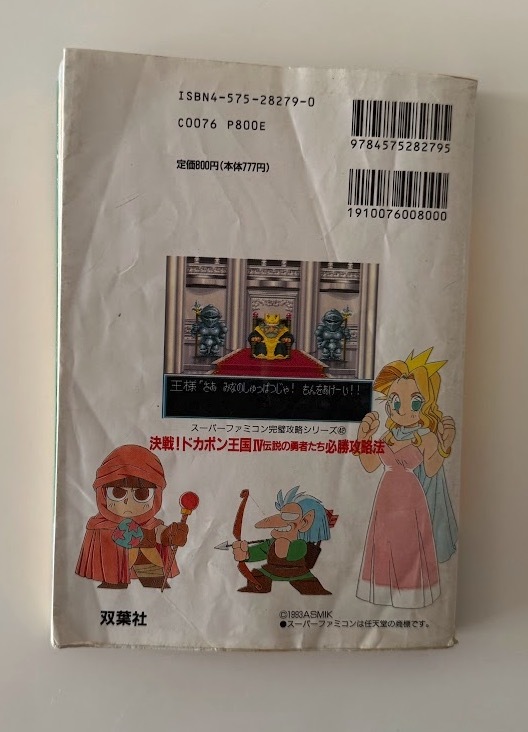 ISBN4-575-28279-0
C0076 P800E
9784575282795
定価800円(本体777円)
1910076008000
王様“さあ みなのしゅっぱつじゃ! もんをあけーい!!
スーパーファミコン完璧攻略シリーズ㊷
決戦!ドカポン王国Ⅳ伝説の勇者たち必勝攻略法
双葉社
©1993ASMIK
●スーパーファミコンは任天堂の商標です。